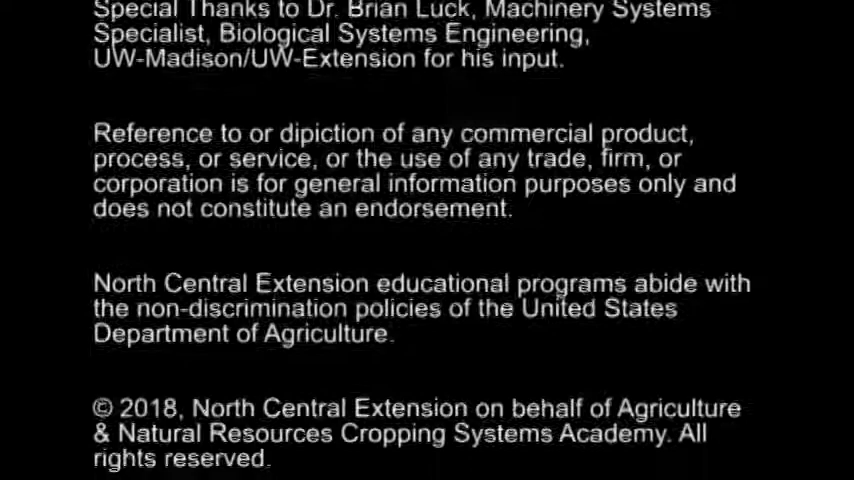 Special Thanks to Dr. Brian Luck, Machinery Systems
Specialist, Biological Systems Engineering,
UW-Madison/UW-Extension for his input.
Reference to or dipiction of any commercial product,
process, or service, or the use of any trade, firm, or
corporation is for general information purposes only and
does not constitute an endorsement.
North Central Extension educational programs abide with
the non-discrimination policies of the United States
Department of Agriculture.
© 2018, North Central Extension on behalf of Agriculture
& Natural Resources Cropping Systems Academy. All
rights reserved.